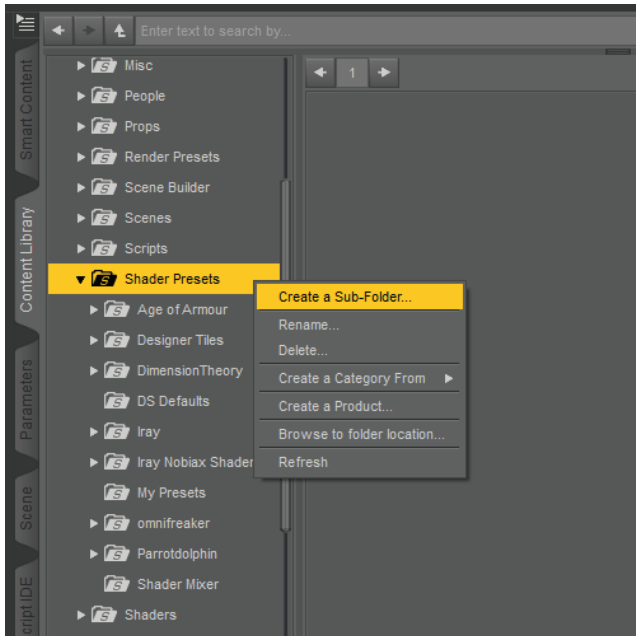 Enter text to search by...
Smart Content
Content Library
Parameters
Scene
cript IDE
Misc
People
Props
Render Presets
Scene Builder
Scenes
Scripts
Shader Presets
Age of Armour
Designer Tiles
DimensionTheory
DS Defaults
Iray
Iray Nobiax Shader
My Presets
omnifreaker
Parrotdolphin
Shader Mixer
Shaders
1
Create a Sub-Folder...
Rename...
Delete...
Create a Category From
Create a Product...
Browse to folder location...
Refresh